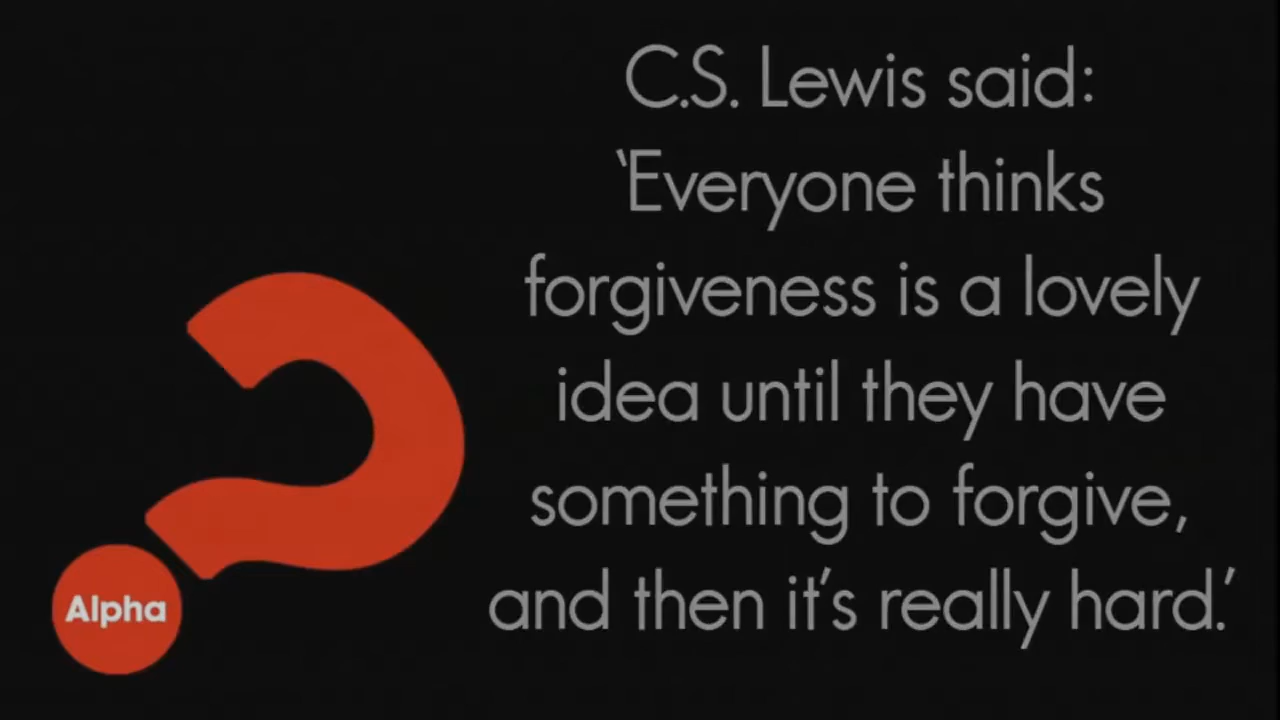 C.S. Lewis said:
‘Everyone thinks
forgiveness is a lovely
idea until they have
something to forgive,
and then it’s really hard.’
Alpha